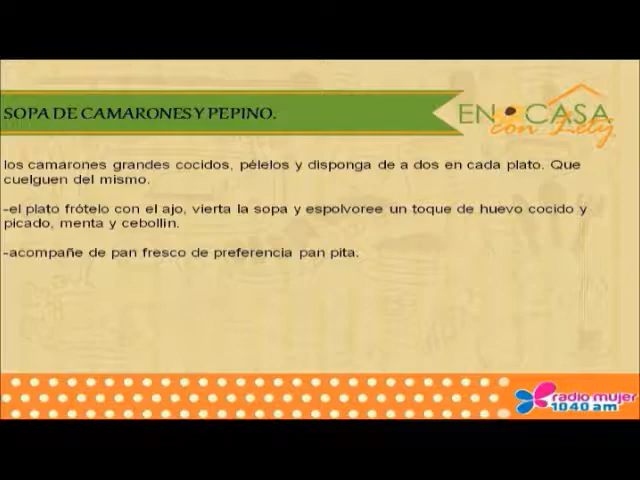 SOPA DE CAMARONES Y PEPINO.
EN CASA
con Lety
los camarones grandes cocidos, pélelos y disponga de a dos en cada plato. Que
cuelguen del mismo.
-el plato frótelo con el ajo, vierta la sopa y espolvoree un toque de huevo cocido y
picado, menta y cebollin.
-acompañe de pan fresco de preferencia pan pita.
radio mujer
1040 am